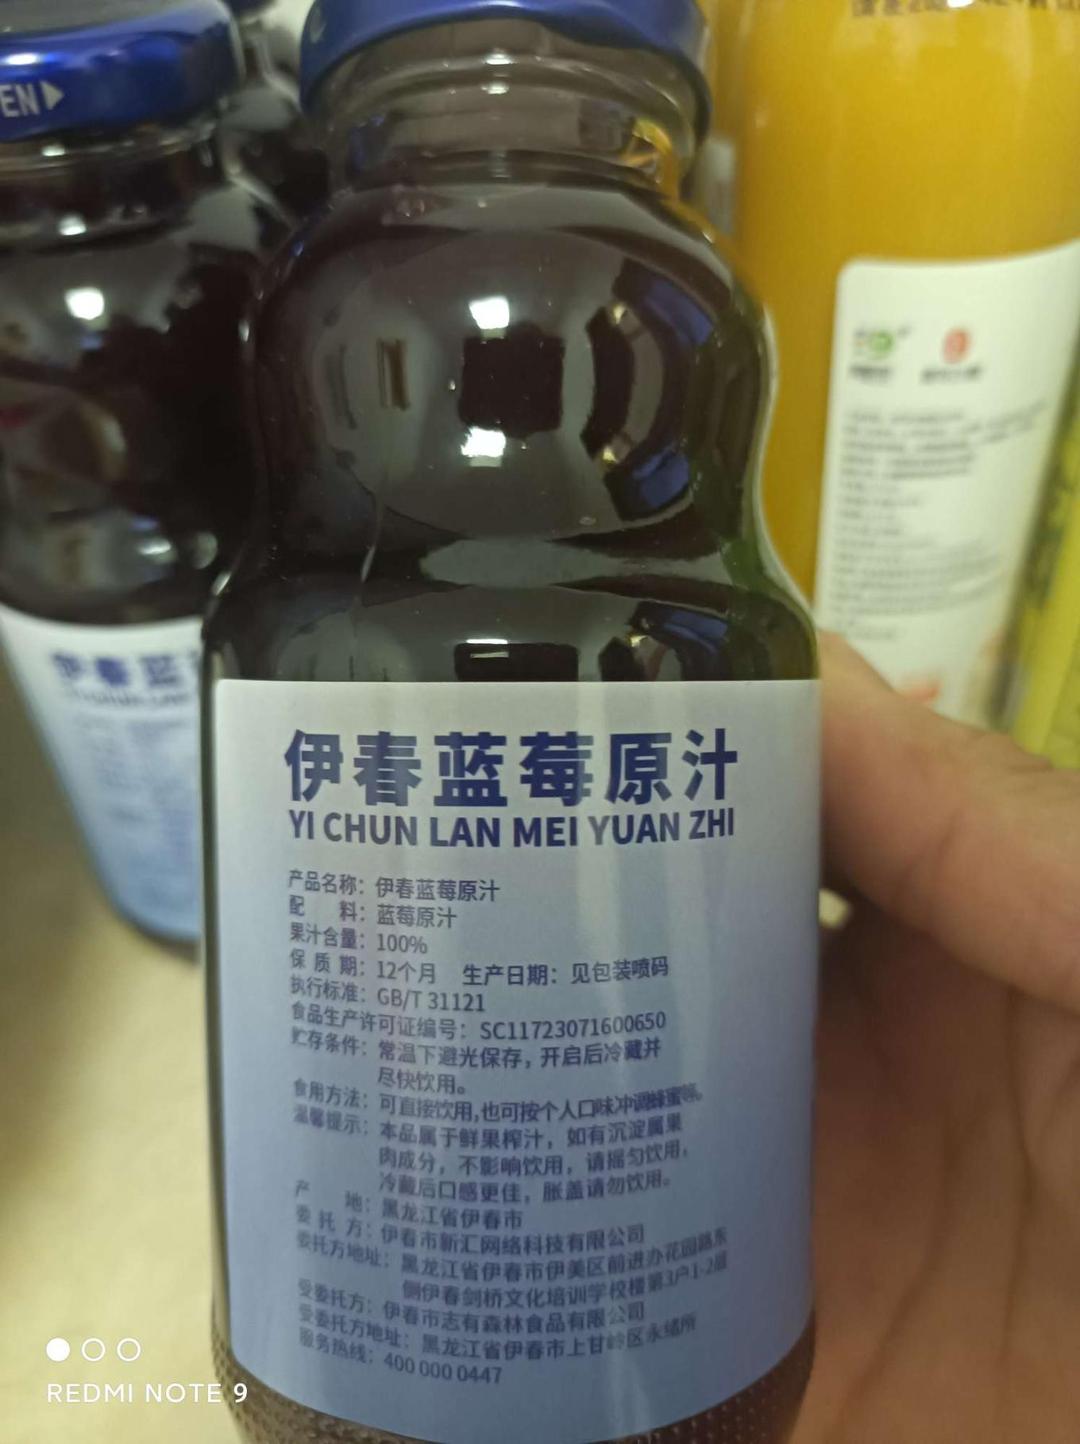 EN▶
伊春蓝
伊春蓝莓原汁
YI CHUN LAN MEI YUAN ZHI
产品名称：伊春蓝莓原汁
配 料：蓝莓原汁
果汁含量：100%
保 质 期：12个月 生产日期：见包装喷码
执行标准：GB/T 31121
食品生产许可证编号：SC11723071600650
贮存条件：常温下避光保存，开启后冷藏并
尽快饮用。
食用方法：可直接饮用,也可按个人口味冲调蜂蜜等。
温馨提示：本品属于鲜果榨汁，如有沉淀属果
肉成分，不影响饮用，请摇匀饮用，
冷藏后口感更佳，胀盖请勿饮用。
产 地：黑龙江省伊春市
委 托 方：伊春市新汇网络科技有限公司
委托方地址：黑龙江省伊春市伊美区前进办花园路东
侧伊春剑桥文化培训学校楼第3户1-2层
受委托方：伊春市志有森林食品有限公司
受委托方地址：黑龙江省伊春市上甘岭区永绪所
服务热线：400 000 0447
REDMI NOTE 9